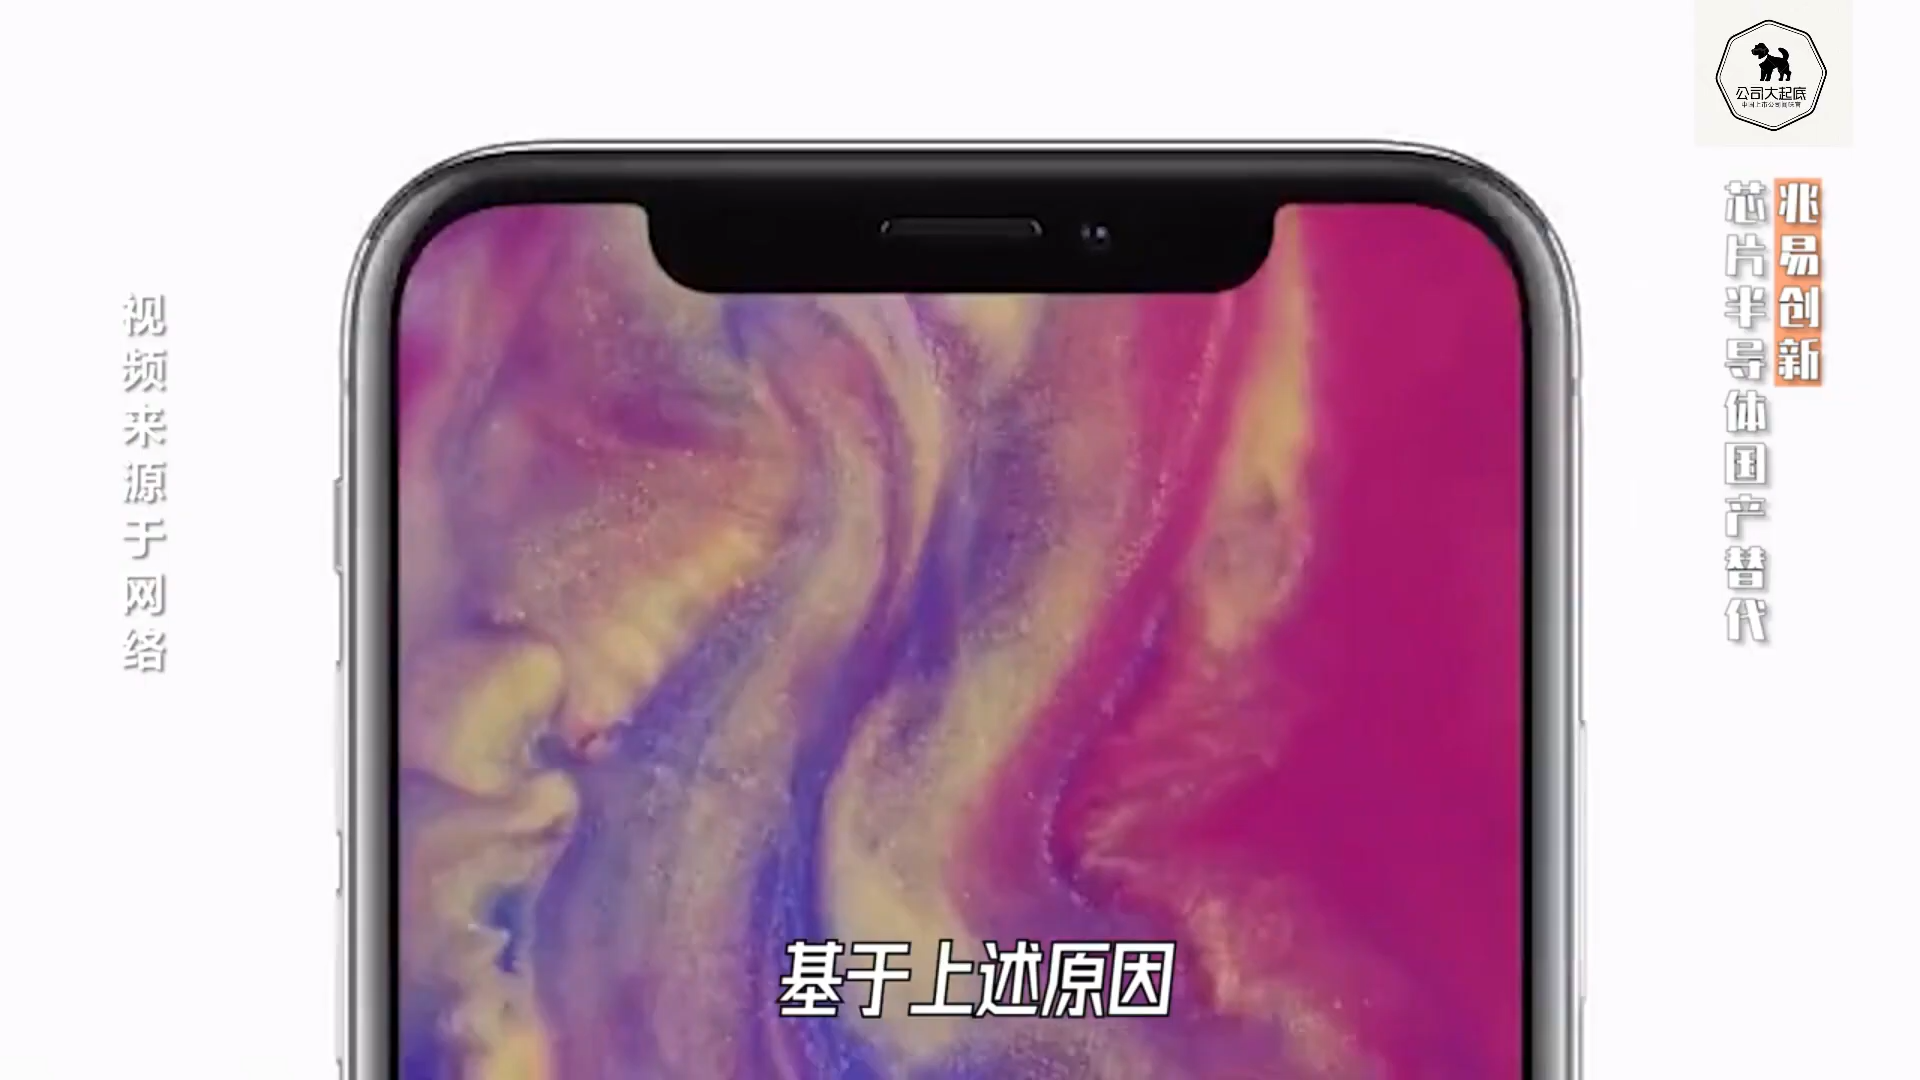 公司大起底
兆易创新
芯片半导体国产替代
视频来源于网络
基于上述原因